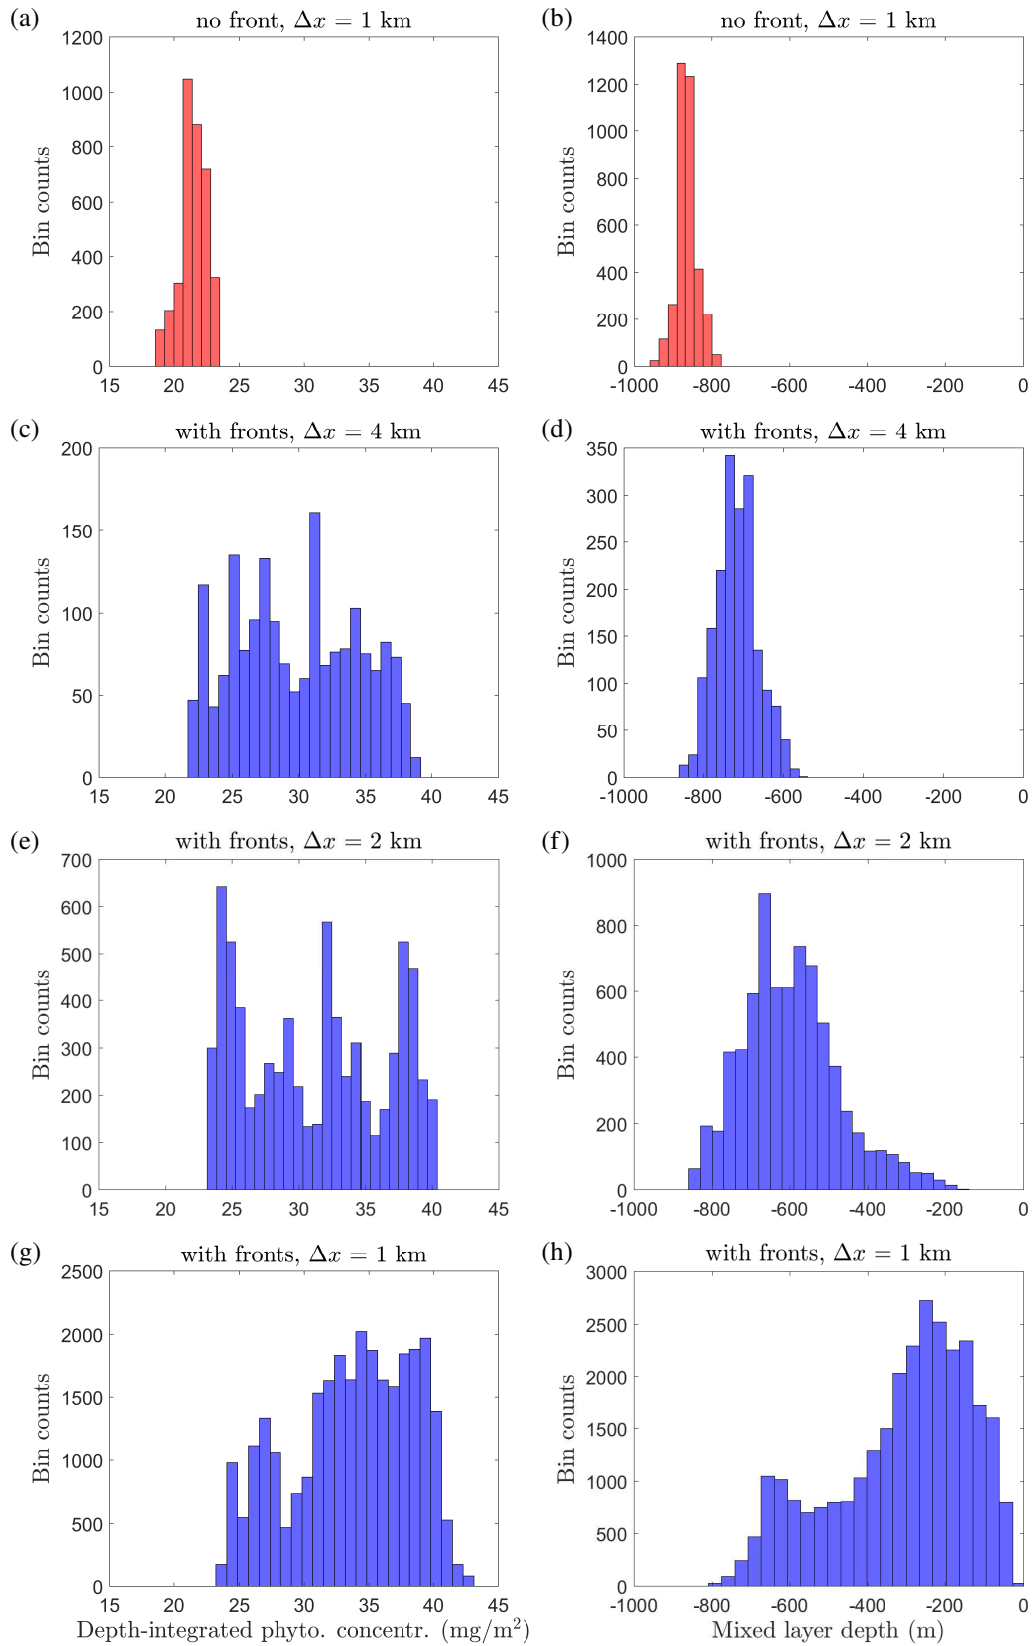 (a) no front, Δx = 1 km
1200
1000
800
600
400
200
0
Bin counts
15 20 25 30 35 40 45
(b) no front, Δx = 1 km
1400
1200
1000
800
600
400
200
0
Bin counts
-1000 -800 -600 -400 -200 0
(c) with fronts, Δx = 4 km
200
150
100
50
0
Bin counts
15 20 25 30 35 40 45
(d) with fronts, Δx = 4 km
350
300
250
200
150
100
50
0
Bin counts
-1000 -800 -600 -400 -200 0
(e) with fronts, Δx = 2 km
700
600
500
400
300
200
100
0
Bin counts
15 20 25 30 35 40 45
(f) with fronts, Δx = 2 km
1000
800
600
400
200
0
Bin counts
-1000 -800 -600 -400 -200 0
(g) with fronts, Δx = 1 km
2500
2000
1500
1000
500
0
Bin counts
15 20 25 30 35 40 45
Depth-integrated phyto. concentr. (mg/m²)
(h) with fronts, Δx = 1 km
3000
2500
2000
1500
1000
500
0
Bin counts
-1000 -800 -600 -400 -200 0
Mixed layer depth (m)